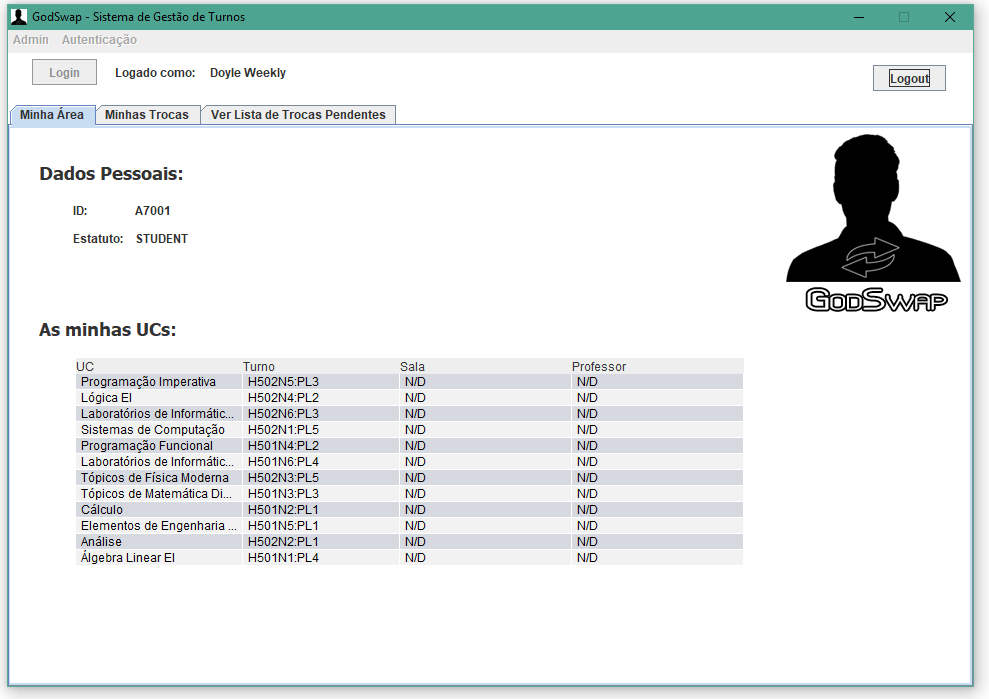 GodSwap - Sistema de Gestão de Turnos
Admin Autenticação
Login Logado como: Doyle Weekly Logout
Minha Área Minhas Trocas Ver Lista de Trocas Pendentes
Dados Pessoais:
ID: A7001
Estatuto: STUDENT
GODSWAP
As minhas UCs:
UC Turno Sala Professor
Programação Imperativa H502N5:PL3 N/D N/D
Lógica EI H502N4:PL2 N/D N/D
Laboratórios de Informátic... H502N6:PL3 N/D N/D
Sistemas de Computação H502N1:PL5 N/D N/D
Programação Funcional H501N4:PL2 N/D N/D
Laboratórios de Informátic... H501N6:PL4 N/D N/D
Tópicos de Física Moderna H502N3:PL5 N/D N/D
Tópicos de Matemática Di... H501N3:PL3 N/D N/D
Cálculo H501N2:PL1 N/D N/D
Elementos de Engenharia ... H501N5:PL1 N/D N/D
Análise H502N2:PL1 N/D N/D
Álgebra Linear EI H501N1:PL4 N/D N/D